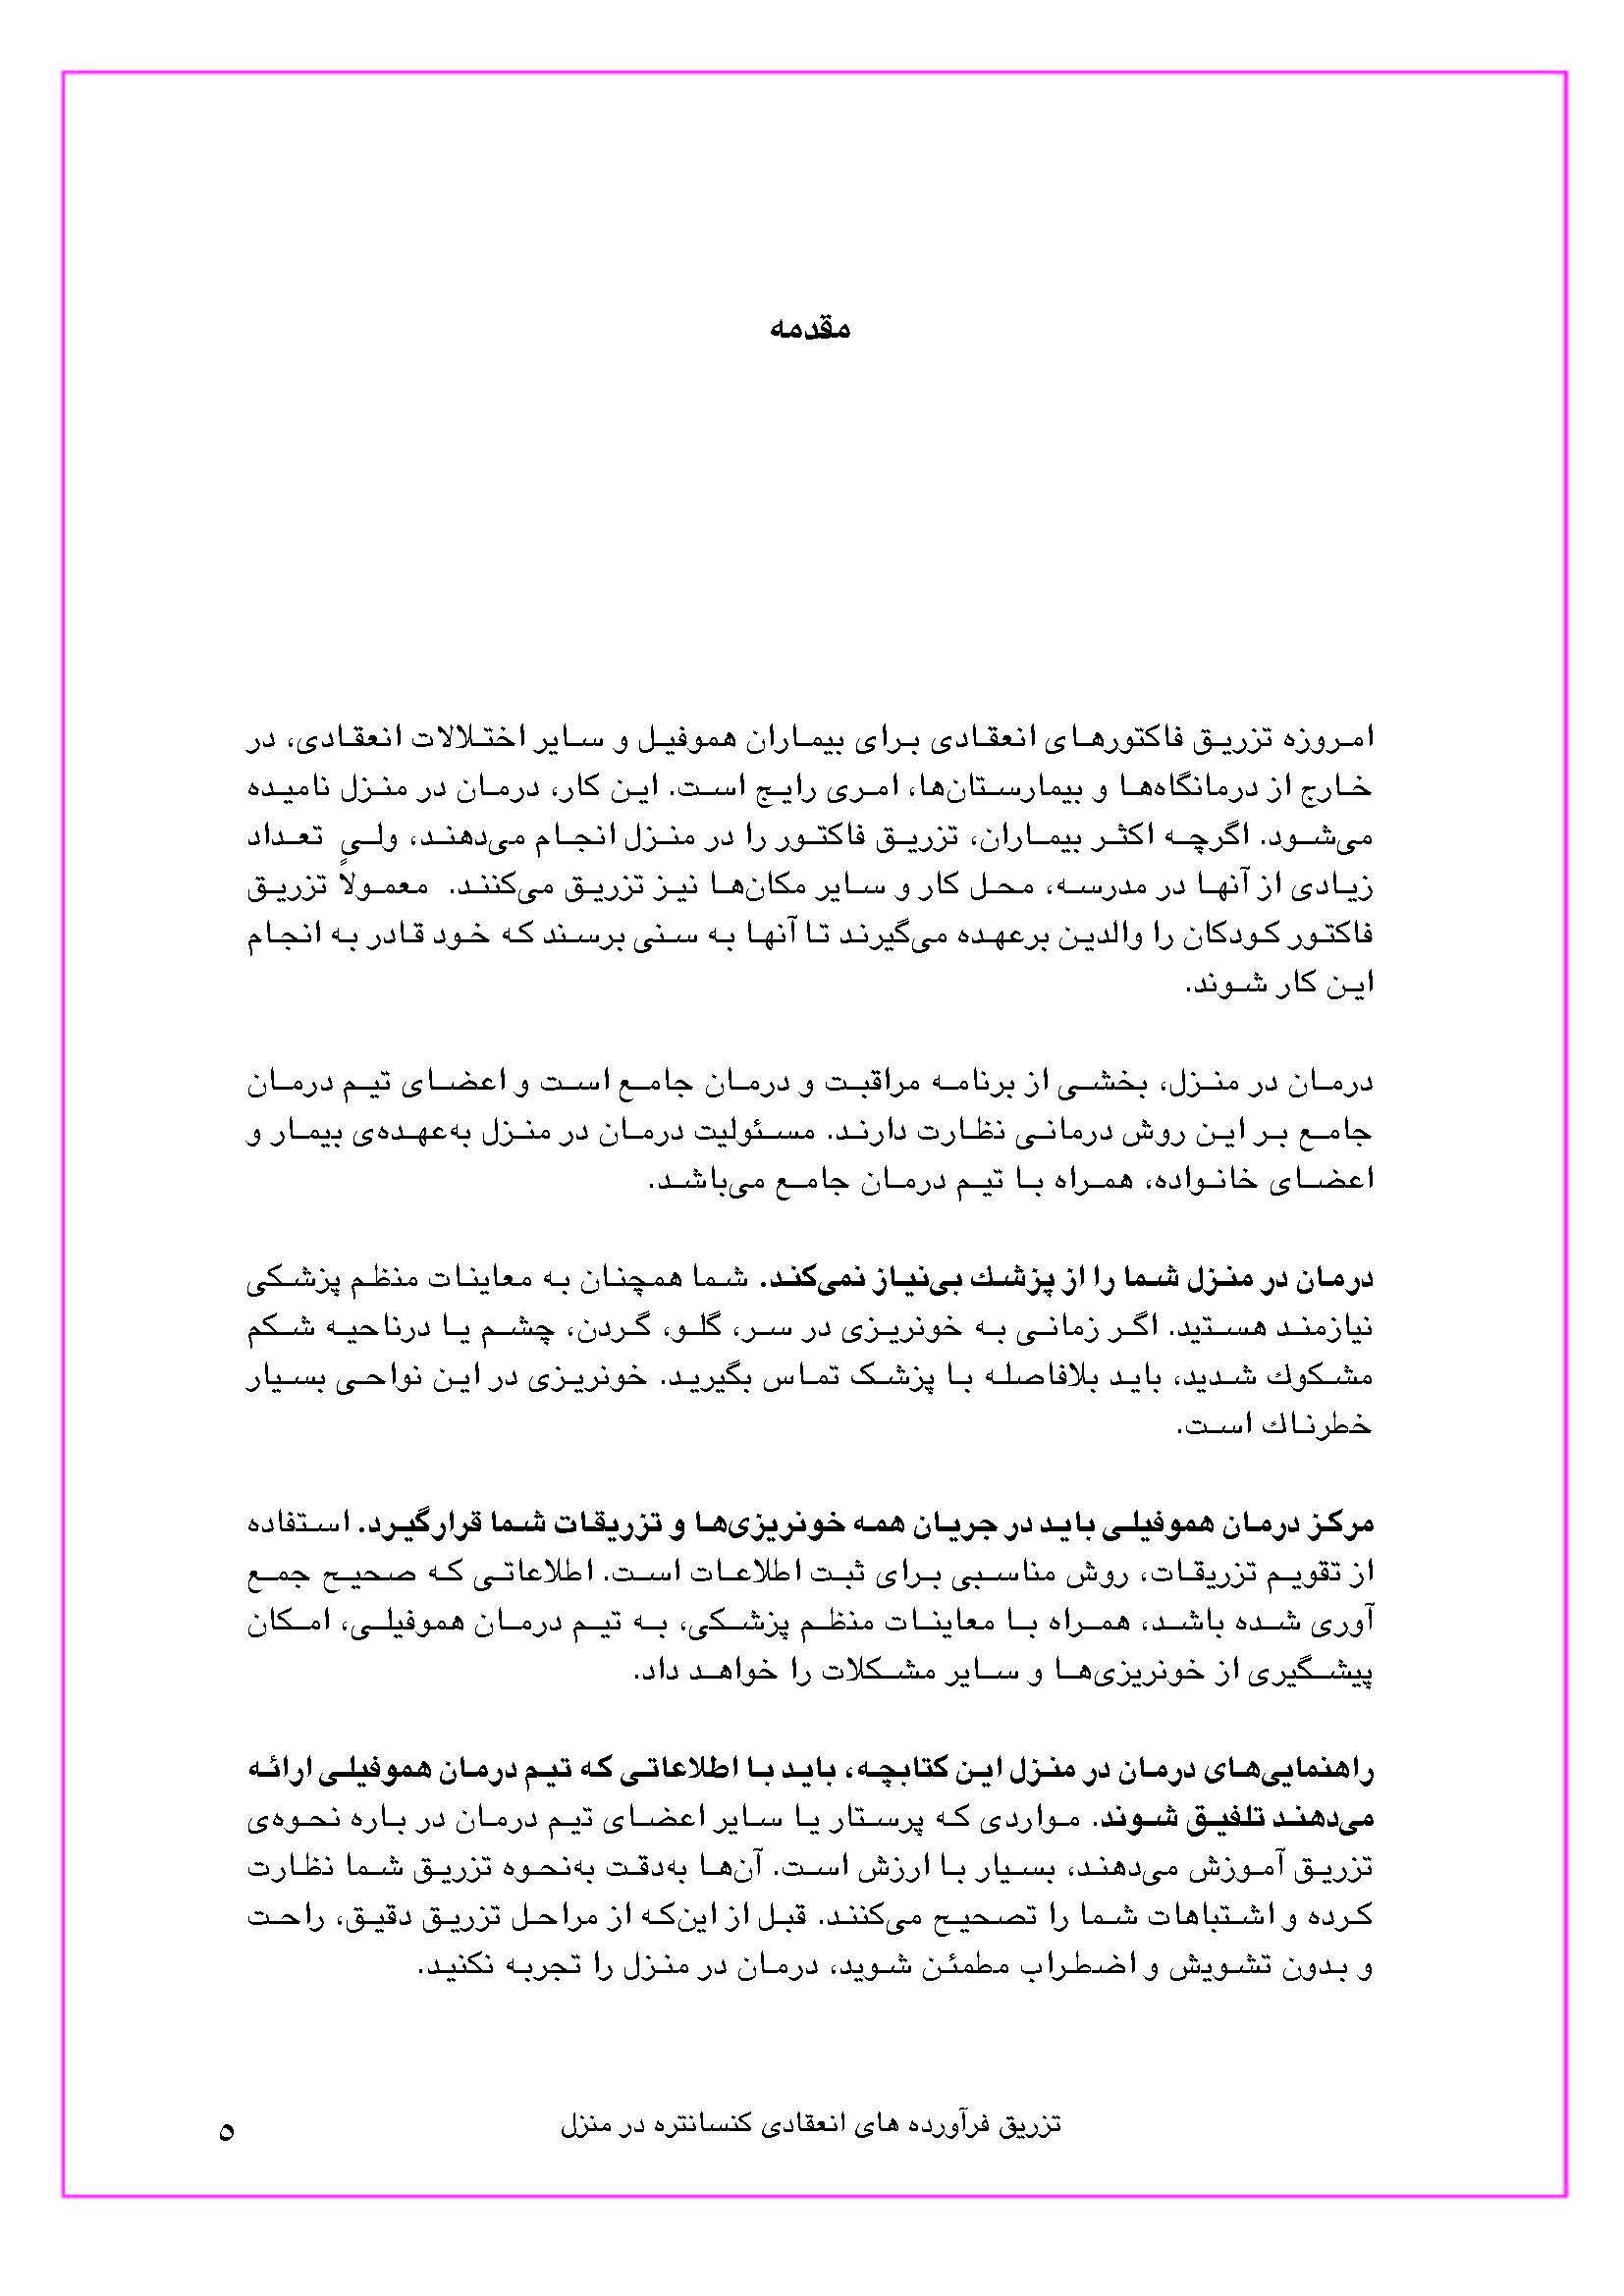 مقدمه
امروزه تزریق فاکتورهای انعقادی برای بیماران هموفیل و سایر اختلالات انعقادی، در
خارج از درمانگاه‌ها و بیمارستان‌ها، امری رایج است. این کار، درمان در منزل نامیده
می‌شود. اگرچه اکثر بیماران، تزریق فاکتور را در منزل انجام می‌دهند، ولی تعداد
زیادی از آنها در مدرسه، محل کار و سایر مکان‌ها نیز تزریق می‌کنند. معمولاً تزریق
فاکتور کودکان را والدین برعهده می‌گیرند تا آنها به سنی برسند که خود قادر به انجام
این کار شوند.
درمان در منزل، بخشی از برنامه مراقبت و درمان جامع است و اعضای تیم درمان
جامع بر این روش درمانی نظارت دارند. مسئولیت درمان در منزل به‌عهده‌ی بیمار و
اعضای خانواده، همراه با تیم درمان جامع می‌باشد.
درمان در منزل شما را از پزشك بی‌نیاز نمی‌کند. شما همچنان به معاینات منظم پزشکی
نیازمند هستید. اگر زمانی به خونریزی در سر، گلو، گردن، چشم یا درناحیه شکم
مشکوك شدید، باید بلافاصله با پزشک تماس بگیرید. خونریزی در این نواحی بسیار
خطرناك است.
مرکز درمان هموفیلی باید در جریان همه خونریزی‌ها و تزریقات شما قرارگیرد. استفاده
از تقویم تزریقات، روش مناسبی برای ثبت اطلاعات است. اطلاعاتی که صحیح جمع
آوری شده باشد، همراه با معاینات منظم پزشکی، به تیم درمان هموفیلی، امکان
پیشگیری از خونریزی‌ها و سایر مشکلات را خواهد داد.
راهنمایی‌های درمان در منزل این کتابچه، باید با اطلاعاتی که تیم درمان هموفیلی ارائه
می‌دهند تلفیق شوند. مواردی که پرستار یا سایر اعضای تیم درمان در باره نحوه‌ی
تزریق آموزش می‌دهند، بسیار با ارزش است. آن‌ها به‌دقت به‌نحوه تزریق شما نظارت
کرده و اشتباهات شما را تصحیح می‌کنند. قبل از این‌که از مراحل تزریق دقیق، راحت
و بدون تشویش و اضطراب مطمئن شوید، درمان در منزل را تجربه نکنید.
تزریق فرآورده های انعقادی کنسانتره در منزل
۵